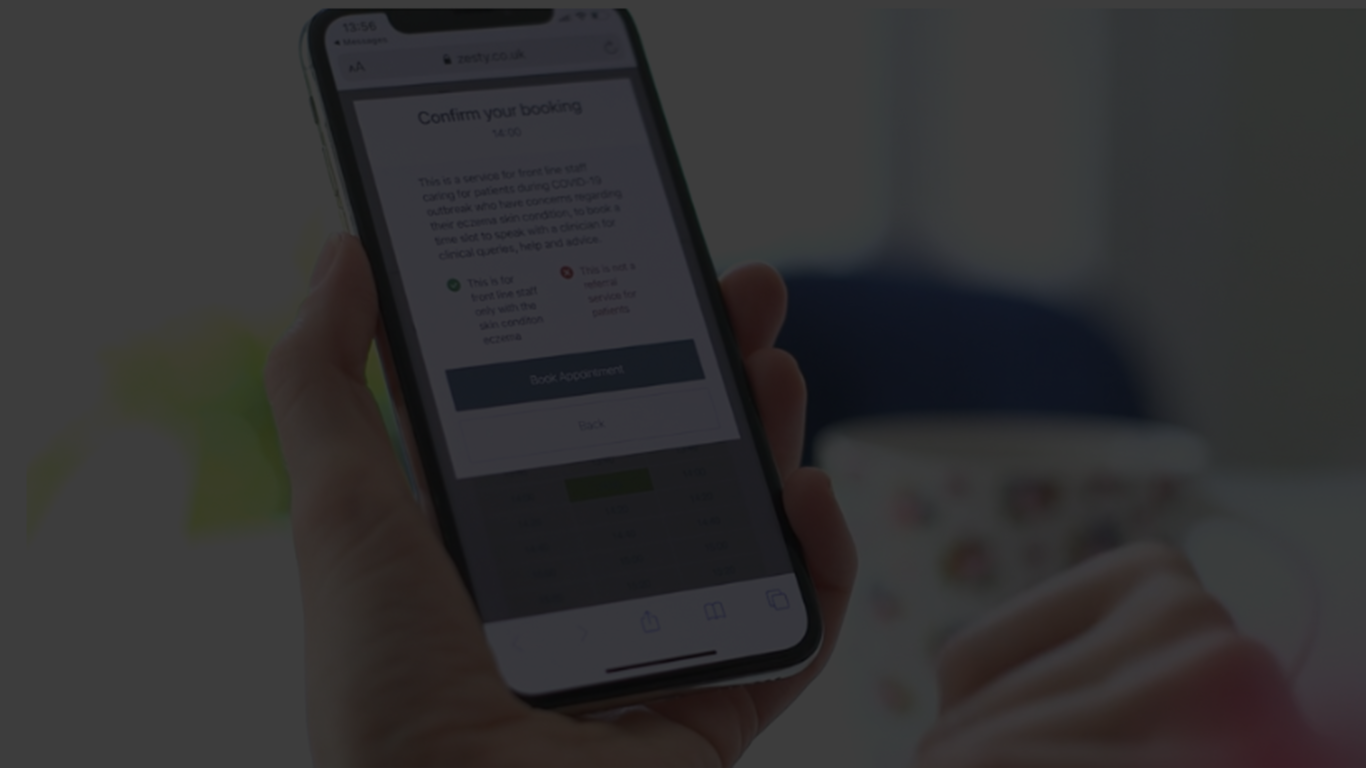 13:56
Messages
AA zesty.co.uk
Confirm your booking
14:00
This is a service for front line staff
caring for patients during COVID-19
outbreak who have concerns regarding
their eczema skin condition, to book a
time slot to speak with a clinician for
clinical queries, help and advice.
This is for
front line staff
only with the
skin conditon
eczema
This is not a
referral
service for
patients
Book Appointment
Back